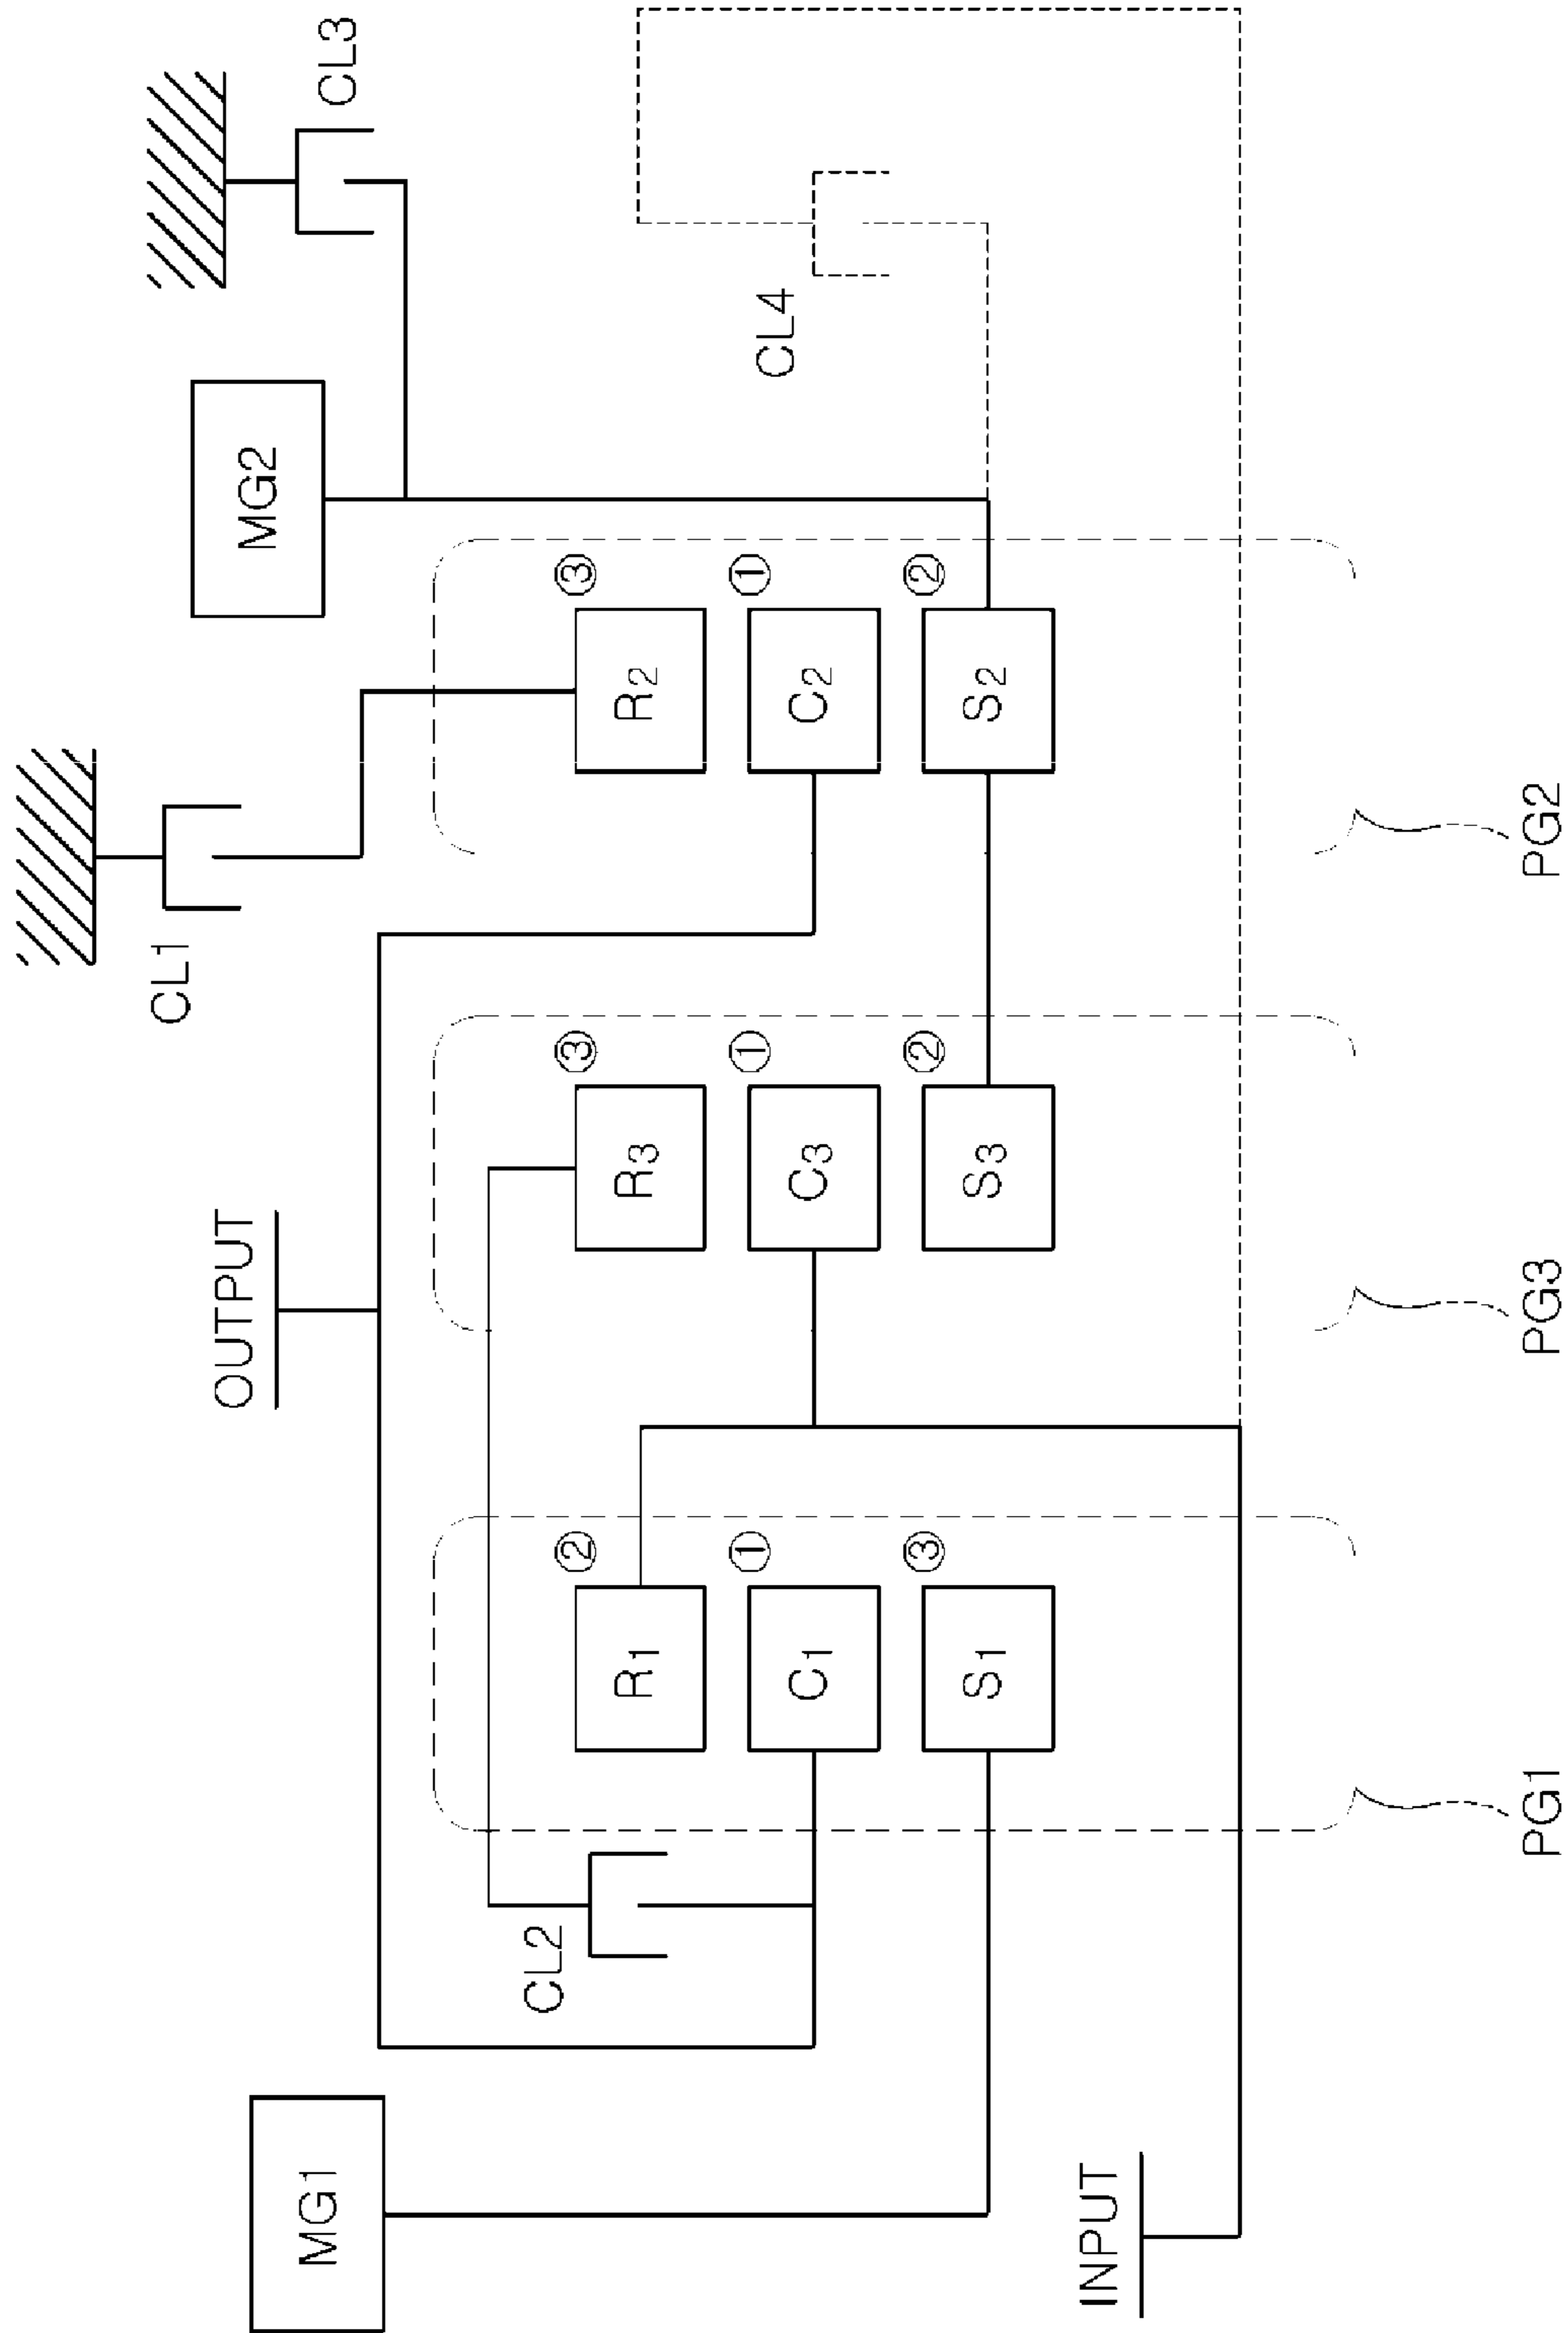 OUTPUT
CL1
CL3
MG1
MG2
CL2
CL4
② ③ ③
R1 R3 R2
① ① ①
C1 C3 C2
③ ② ②
S1 S3 S2
INPUT
PG1 PG3 PG2